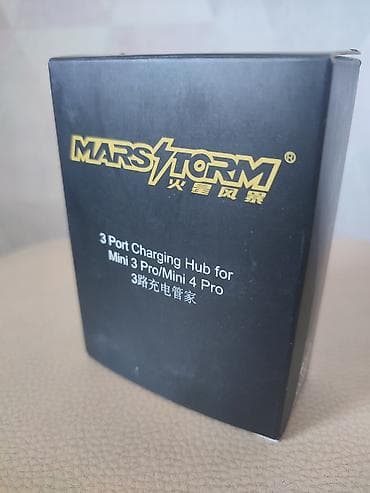 MARSSTORM®
火星风暴
3 Port Charging Hub for
Mini 3 Pro/Mini 4 Pro
3路充电管家